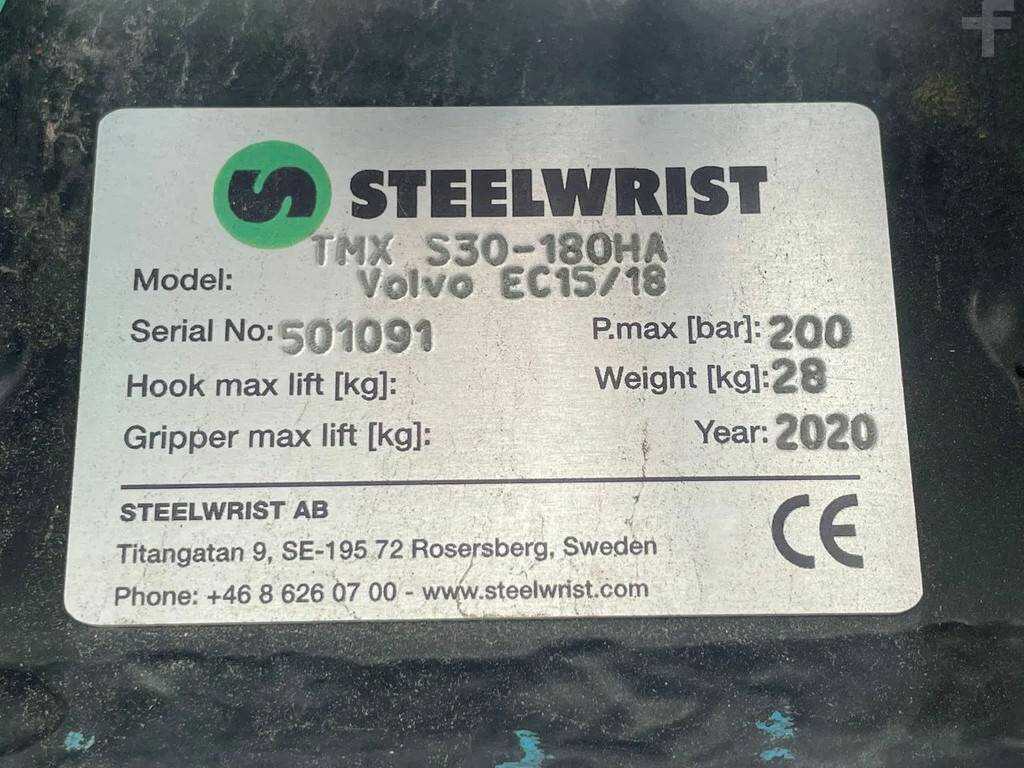 STEELWRIST
TMX S30-180HA
Model: Volvo EC15/18
Serial No: 501091 P.max [bar]: 200
Hook max lift [kg]: Weight [kg]: 28
Gripper max lift [kg]: Year: 2020
STEELWRIST AB
Titangatan 9, SE-195 72 Rosersberg, Sweden
Phone: +46 8 626 07 00 - www.steelwrist.com
CE